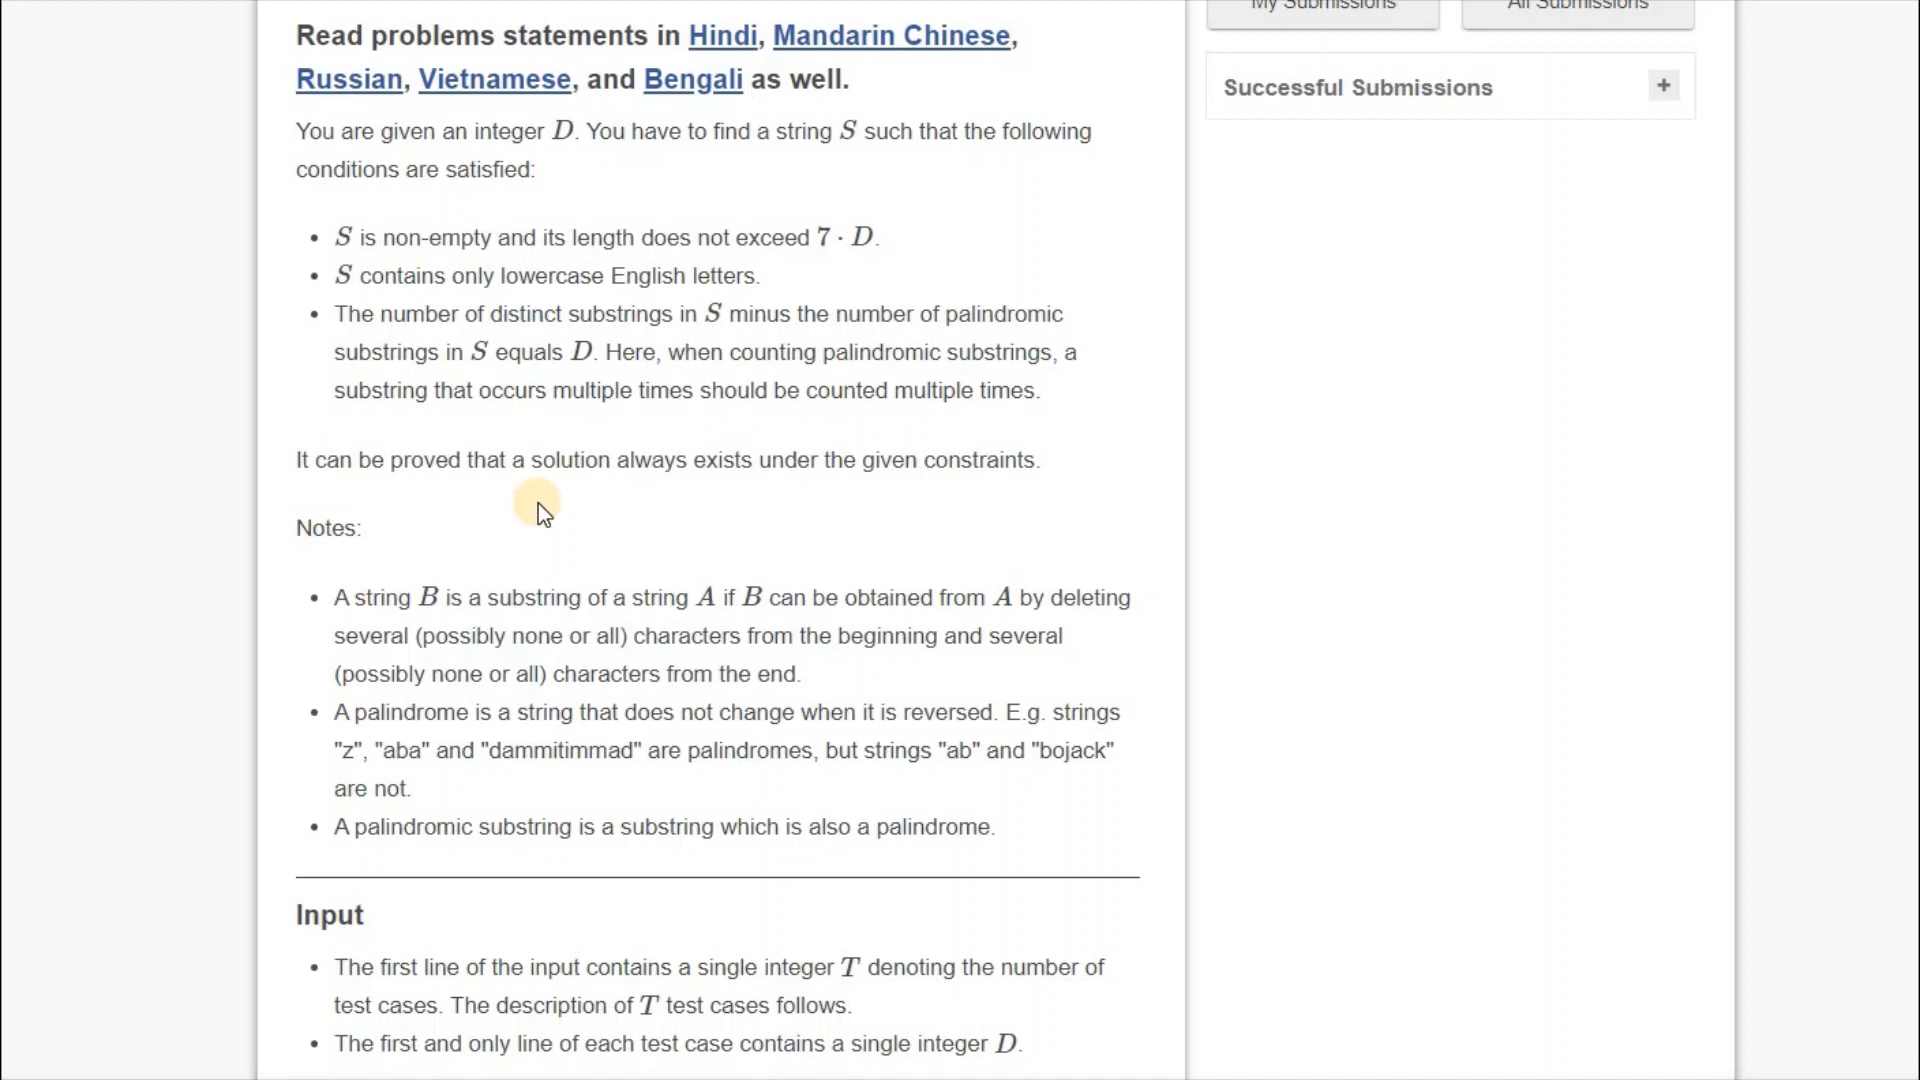 My Submissions
All Submissions
Read problems statements in Hindi, Mandarin Chinese,
Russian, Vietnamese, and Bengali as well.
Successful Submissions
+
You are given an integer D. You have to find a string S such that the following
conditions are satisfied:
• S is non-empty and its length does not exceed 7 · D.
• S contains only lowercase English letters.
• The number of distinct substrings in S minus the number of palindromic
substrings in S equals D. Here, when counting palindromic substrings, a
substring that occurs multiple times should be counted multiple times.
It can be proved that a solution always exists under the given constraints.
Notes:
• A string B is a substring of a string A if B can be obtained from A by deleting
several (possibly none or all) characters from the beginning and several
(possibly none or all) characters from the end.
• A palindrome is a string that does not change when it is reversed. E.g. strings
"z", "aba" and "dammitimmad" are palindromes, but strings "ab" and "bojack"
are not.
• A palindromic substring is a substring which is also a palindrome.
Input
• The first line of the input contains a single integer T denoting the number of
test cases. The description of T test cases follows.
• The first and only line of each test case contains a single integer D.